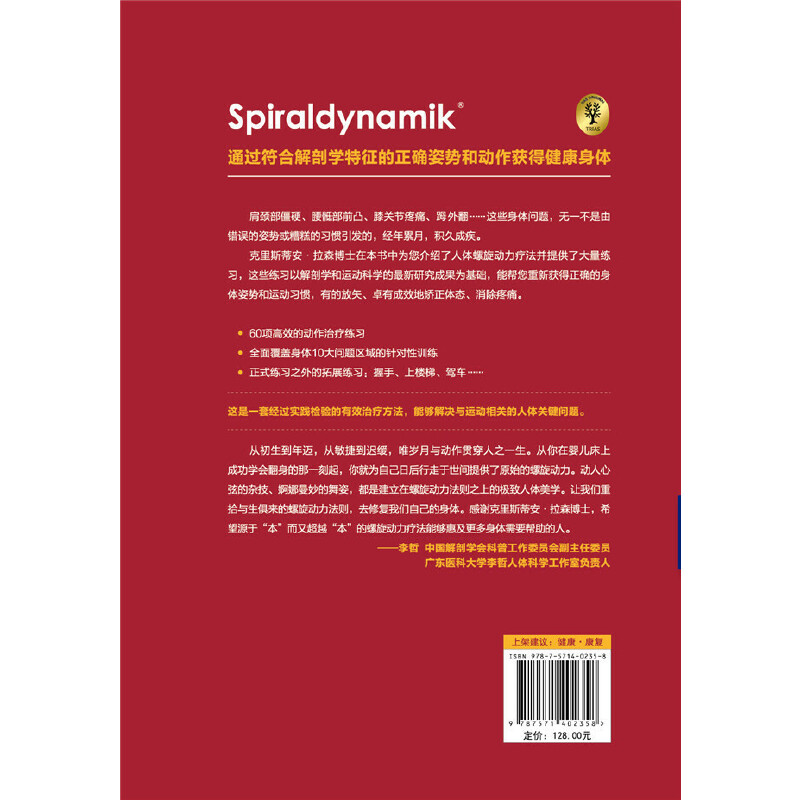 Spiraldynamik®
TRIAS
通过符合解剖学特征的正确姿势和动作获得健康身体
肩颈部僵硬、腰骶部前凸、膝关节疼痛、踇外翻……这些身体问题，无一不是由
错误的姿势或糟糕的习惯引发的，经年累月，积久成疾。
克里斯蒂安·拉森博士在本书中为您介绍了人体螺旋动力疗法并提供了大量练
习，这些练习以解剖学和运动科学的最新研究成果为基础，能帮您重新获得正确的身
体姿势和运动习惯，有的放矢、卓有成效地矫正体态、消除疼痛。
● 60项高效的动作治疗练习
● 全面覆盖身体10大问题区域的针对性训练
● 正式练习之外的拓展练习：握手、上楼梯、驾车……
这是一套经过实践检验的有效治疗方法，能够解决与运动相关的人体关键问题。
从初生到年迈，从敏捷到迟缓，唯岁月与动作贯穿人之一生。从你在婴儿床上
成功学会翻身的那一刻起，你就为自己日后行走于世间提供了原始的螺旋动力。动人心
弦的杂技、婀娜曼妙的舞姿，都是建立在螺旋动力法则之上的极致人体美学。让我们重
拾与生俱来的螺旋动力法则，去修复我们自己的身体。感谢克里斯蒂安·拉森博士，希
望源于“本”而又超越“本”的螺旋动力疗法能够惠及更多身体需要帮助的人。
——李哲 中国解剖学会科普工作委员会副主任委员
广东医科大学李哲人体科学工作室负责人
上架建议：健康·康复
ISBN 978-7-5714-0235-8
9 787571 402358 >
定价：128.00元